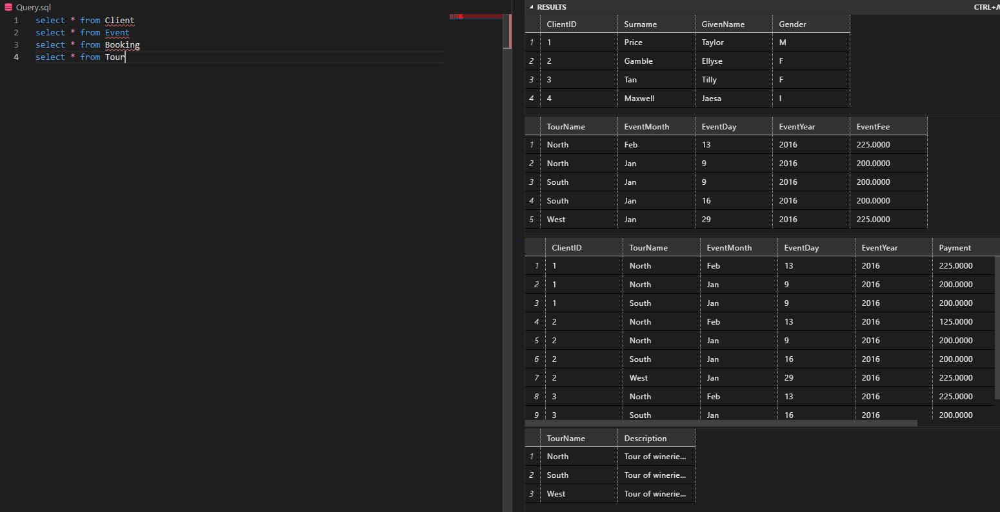 Query.sql
1 select * from Client
2 select * from Event
3 select * from Booking
4 select * from Tour
RESULTS CTRL+A
ClientID Surname GivenName Gender
1 1 Price Taylor M
2 2 Gamble Ellyse F
3 3 Tan Tilly F
4 4 Maxwell Jaesa I
TourName EventMonth EventDay EventYear EventFee
1 North Feb 13 2016 225.0000
2 North Jan 9 2016 200.0000
3 South Jan 9 2016 200.0000
4 South Jan 16 2016 200.0000
5 West Jan 29 2016 225.0000
ClientID TourName EventMonth EventDay EventYear Payment
1 1 North Feb 13 2016 225.0000
2 1 North Jan 9 2016 200.0000
3 1 South Jan 9 2016 200.0000
4 2 North Feb 13 2016 125.0000
5 2 North Jan 9 2016 200.0000
6 2 South Jan 16 2016 200.0000
7 2 West Jan 29 2016 225.0000
8 3 North Feb 13 2016 225.0000
9 3 South Jan 16 2016 200.0000
TourName Description
1 North Tour of winerie...
2 South Tour of winerie...
3 West Tour of winerie...